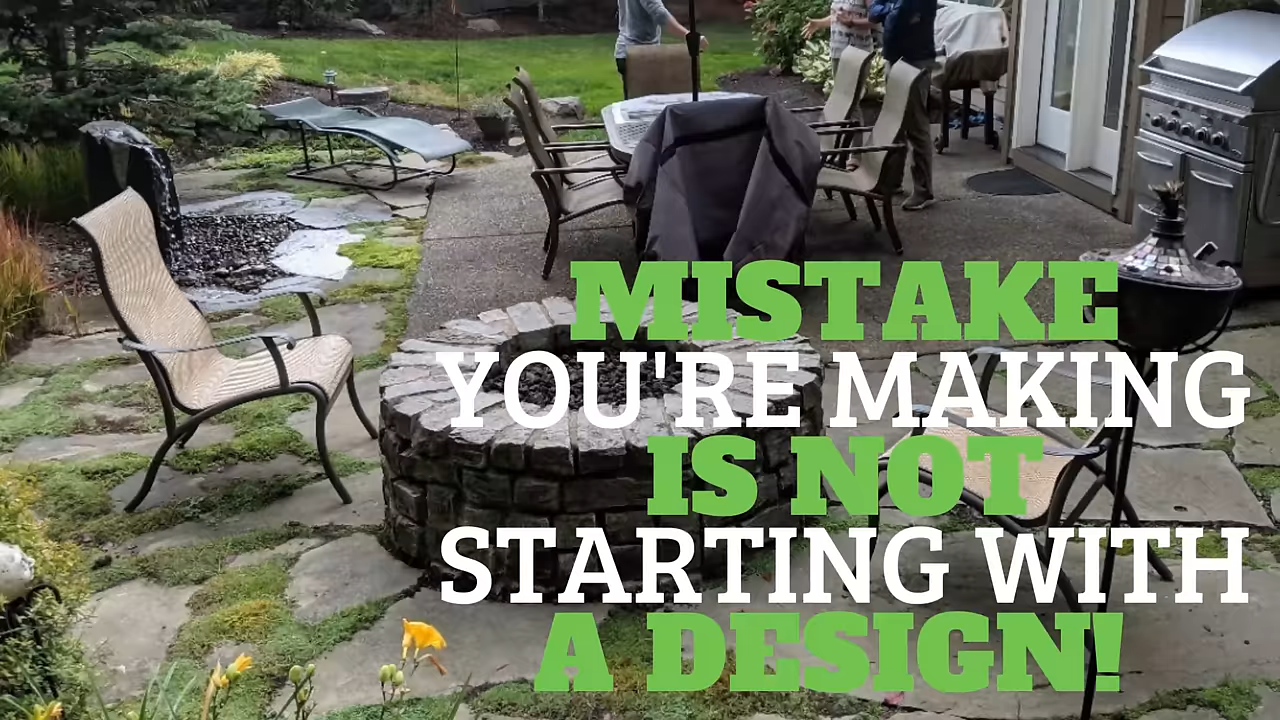 MISTAKE
YOU'RE MAKING
IS NOT
STARTING WITH
A DESIGN!